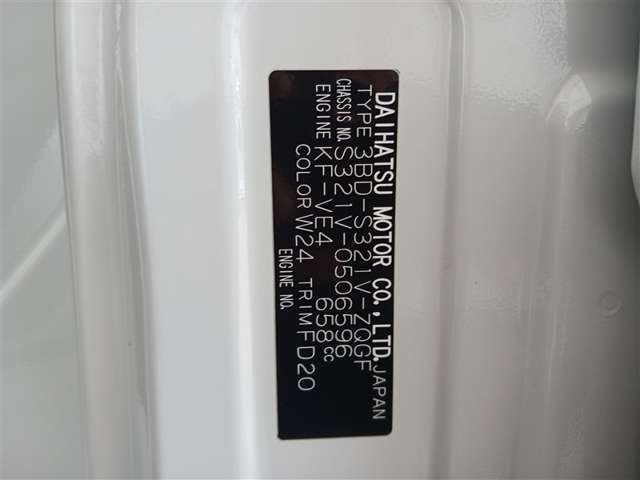 DAIHATSU MOTOR CO.,LTD. JAPAN
TYPE 3BD-S321V-ZQGF
CHASSIS NO. S321V-0506596
ENGINE KF-VE4 658cc
COLOR W24 TRIM FD20
ENGINE NO.